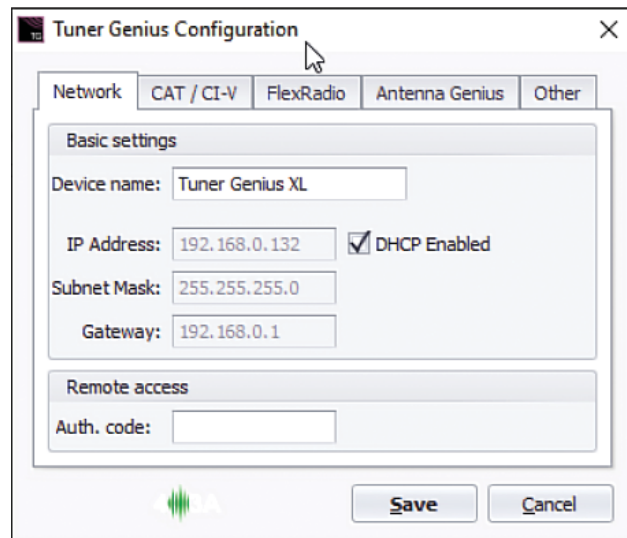 TG Tuner Genius Configuration
Network CAT / CI-V FlexRadio Antenna Genius Other
Basic settings
Device name: Tuner Genius XL
IP Address: 192.168.0.132 DHCP Enabled
Subnet Mask: 255.255.255.0
Gateway: 192.168.0.1
Remote access
Auth. code:
Save Cancel